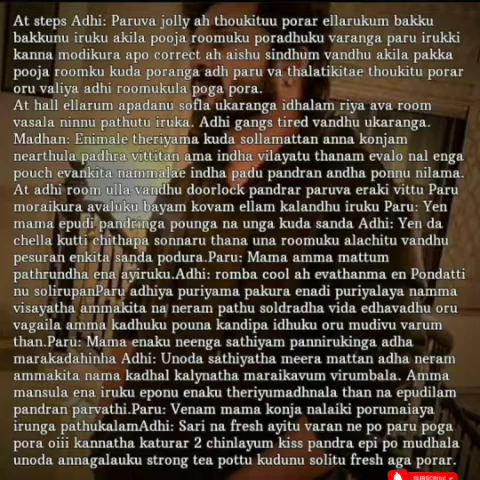 At steps Adhi: Paruva jolly ah thoukituu porar ellarukum bakku
bakkunu iruku akila pooja roomuku poradhuku varanga paru irukki
kanna modikura apo correct ah aishu sindhum vandhu akila pakka
pooja roomku kuda poranga adh paru va thalatikitae thoukitu porar
oru valiya adhi roomukula poga pora.
At hall ellarum apadanu sofla ukaranga idhalam riya ava room
vasala ninnu pathutu iruka. Adhi gangs tired vandhu ukaranga.
Madhan: Enimale theriyama kuda sollamattan anna konjam
nearthula padhra vittitan ama indha vilayatu thanam evalo nal enga
pouch evankita nammalae indha padu pandran andha ponnu nilama.
At adhi room ulla vandhu doorlock pandrar paruva eraki vittu Paru
moraikura avaluku bayam kovam ellam kalandhu iruku Paru: Yen
mama epudi pandringa pounga na unga kuda sanda Adhi: Yen da
chella kutti chithapa sonnaru thana una roomuku alachitu vandhu
pesuran enkita sanda podura.Paru: Mama amma mattum
pathrundha ena ayiruku.Adhi: romba cool ah evathanma en Pondatti
nu solirupanParu adhiya puriyama pakura enadi puriyalaya namma
visayatha ammakita na neram pathu soldradha vida edhavadhu oru
vagaila amma kadhuku pouna kandipa idhuku oru mudivu varum
than.Paru: Mama enaku neenga sathiyam pannirukinga adha
marakadahinha Adhi: Unoda sathiyatha meera mattan adha neram
ammakita nama kadhal kalynatha maraikavum virumbala. Amma
mansula ena iruku eponu enaku theriyumadhnala than na epudilam
pandran parvathi.Paru: Venam mama konja nalaiki porumaiaya
irunga pathukalamAdhi: Sari na fresh ayitu varan ne po paru poga
pora oiii kannatha katurar 2 chinlayum kiss pandra epi po mudhala
unoda annagalauku strong tea pottu kudunu solitu fresh aga porar.
SUBSCRIBE